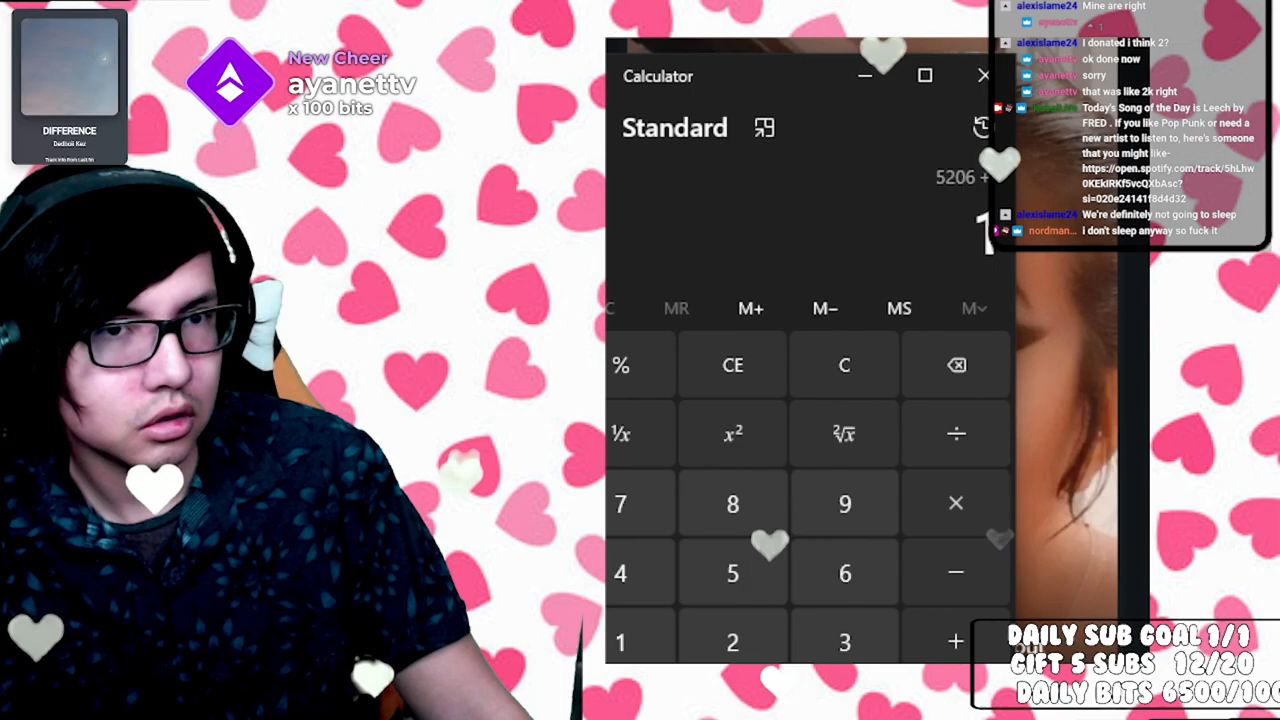 DIFFERENCE
New Cheer
ayanettv
x 100 bits
Calculator
Standard
5206 +
1
MR M+ M− MS M
% CE C
⅟x x² ²√x ÷
7 8 9 ×
4 5 6 −
1 2 3 +
alexislame24 Mine are right
ayanettv
alexislame24 I donated i think 2?
ayanettv ok done now
ayanettv sorry
ayanettv that was like 2k right
Today's Song of the Day is Leech by
FRED . If you like Pop Punk or need a
new artist to listen to, here's someone
that you might like-
https://open.spotify.com/track/5hLhw
0KEkIRKf5vcQXbAsc?
si=020e24141f8d4d32
alexislame24 We're definitely not going to sleep
nordman... i don't sleep anyway so fuck it
DAILY SUB GOAL 1/1
GIFT 5 SUBS 12/20
DAILY BITS 6500/100